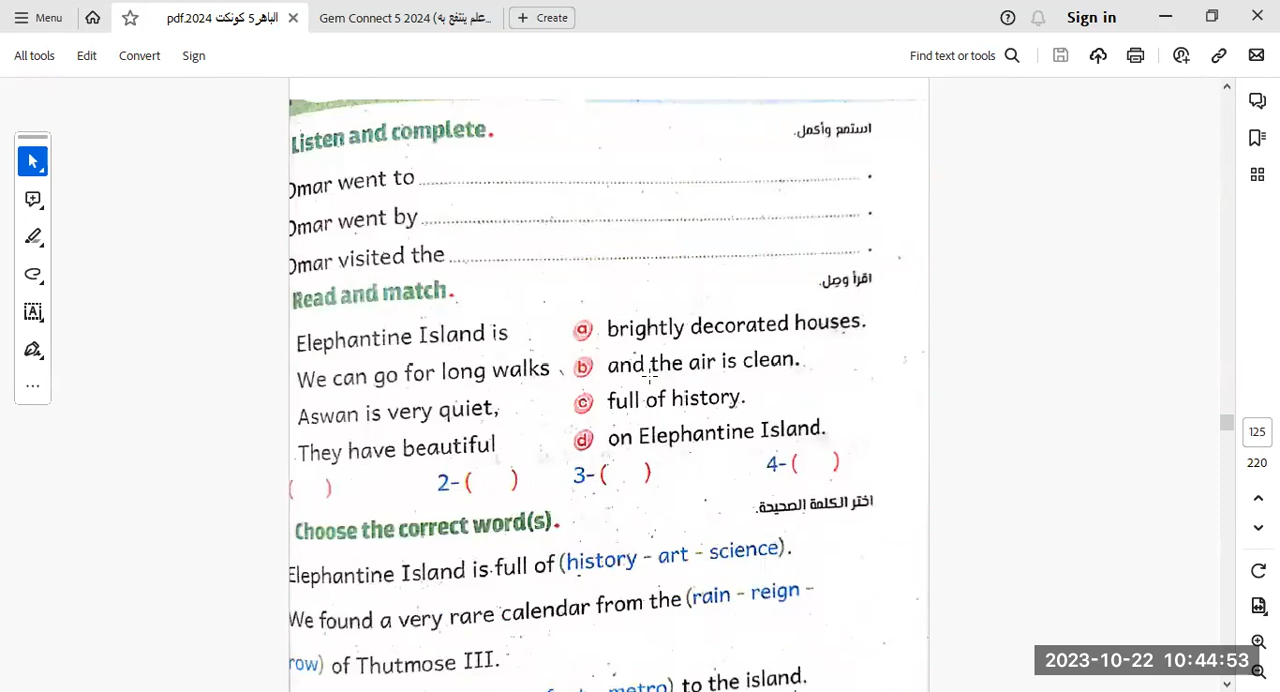 Menu
الباهر5 كونكت 2024.pdf
Gem Connect 5 2024 (علم ينتفع به...
+ Create
Sign in
All tools Edit Convert Sign
Find text or tools
Listen and complete.
استمع وأكمل.
Omar went to ........ .
Omar went by ........ .
Omar visited the ........ .
Read and match.
اقرأ وصل.
Elephantine Island is
a brightly decorated houses.
We can go for long walks
b and the air is clean.
Aswan is very quiet,
c full of history.
They have beautiful
d on Elephantine Island.
( ) 2-( ) 3-( ) 4-( )
Choose the correct word(s).
اختر الكلمة الصحيحة.
Elephantine Island is full of (history - art - science).
We found a very rare calendar from the (rain - reign -
row) of Thutmose III.
metro) to the island.
125
220
2023-10-22 10:44:53